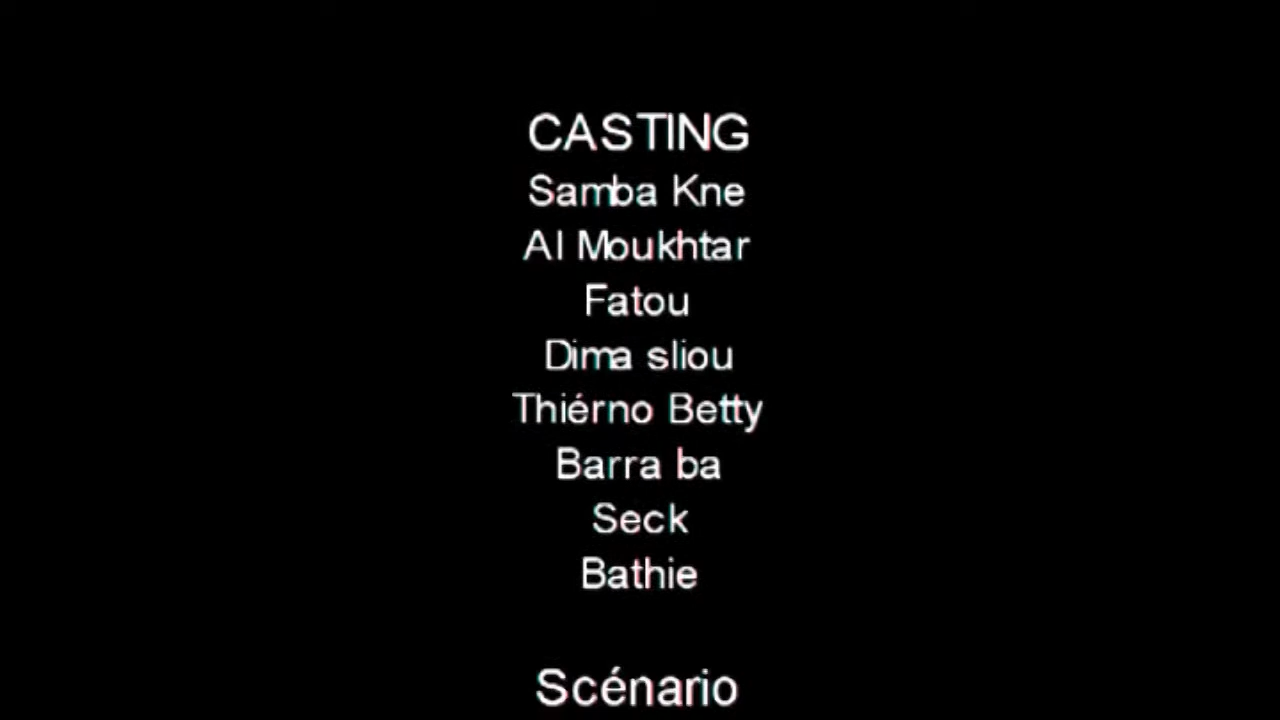 CASTING
Samba Kne
Al Moukhtar
Fatou
Dima sliou
Thiérno Betty
Barra ba
Seck
Bathie
Scénario